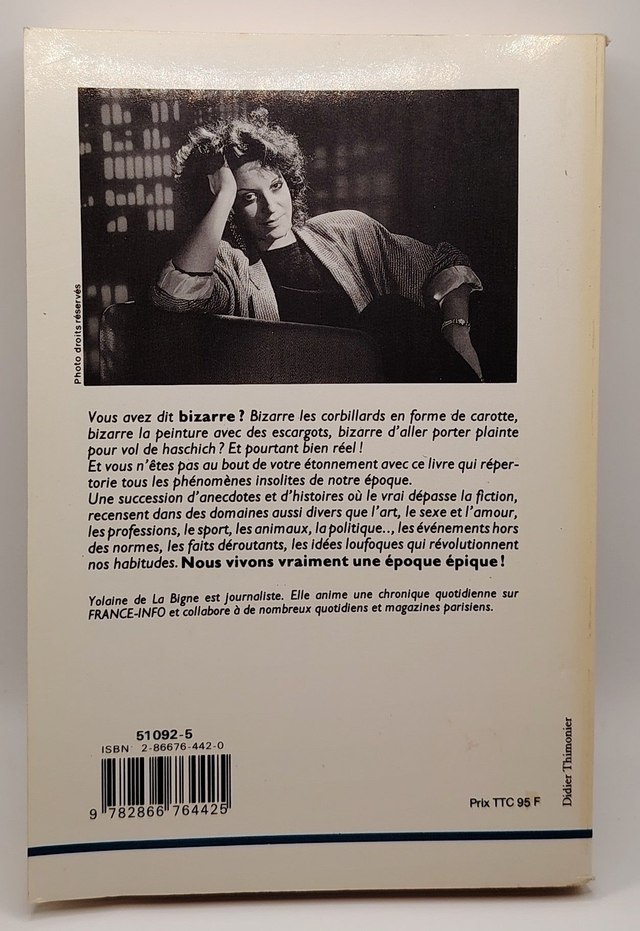 Photo droits réservés
Vous avez dit bizarre ? Bizarre les corbillards en forme de carotte,
bizarre la peinture avec des escargots, bizarre d'aller porter plainte
pour vol de haschich ? Et pourtant bien réel !
Et vous n'êtes pas au bout de votre étonnement avec ce livre qui réper-
torie tous les phénomènes insolites de notre époque.
Une succession d'anecdotes et d'histoires où le vrai dépasse la fiction,
recensent dans des domaines aussi divers que l'art, le sexe et l'amour,
les professions, le sport, les animaux, la politique.., les événements hors
des normes, les faits déroutants, les idées loufoques qui révolutionnent
nos habitudes. Nous vivons vraiment une époque épique !
Yolaine de La Bigne est journaliste. Elle anime une chronique quotidienne sur
FRANCE-INFO et collabore à de nombreux quotidiens et magazines parisiens.
51092-5
ISBN 2-86676-442-0
9 782866 764425
Prix TTC 95 F
Didier Thimonier